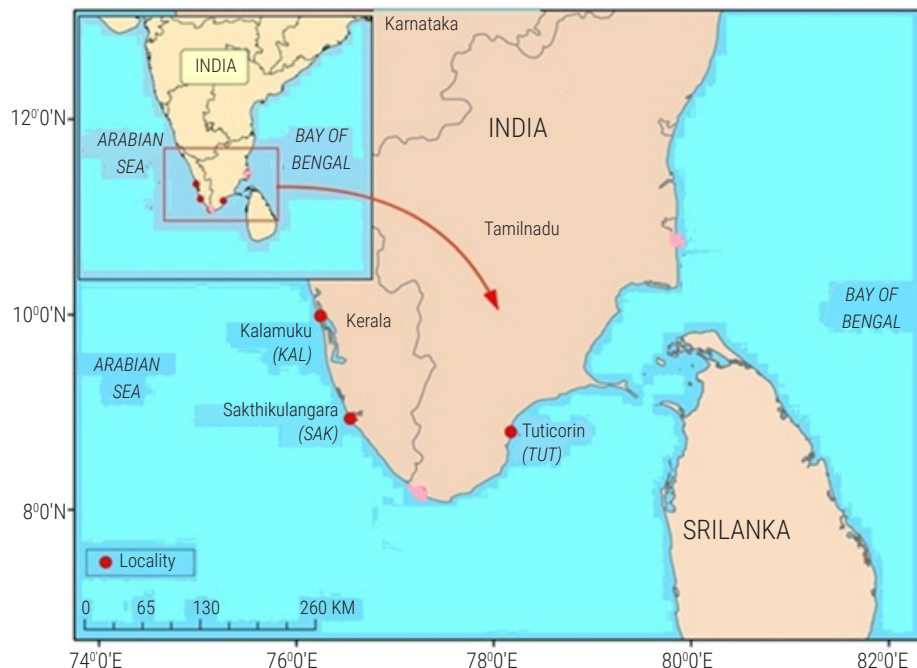 Karnataka
INDIA
12⁰0'N
ARABIAN
SEA
BAY OF
BENGAL
INDIA
Tamilnadu
10⁰0'N
Kalamuku
(KAL)
Kerala
BAY OF
BENGAL
ARABIAN
SEA
Sakthikulangara
(SAK)
Tuticorin
(TUT)
8⁰0'N
SRILANKA
Locality
0 65 130 260 KM
74⁰0'E 76⁰0'E 78⁰0'E 80⁰0'E 82⁰0'E